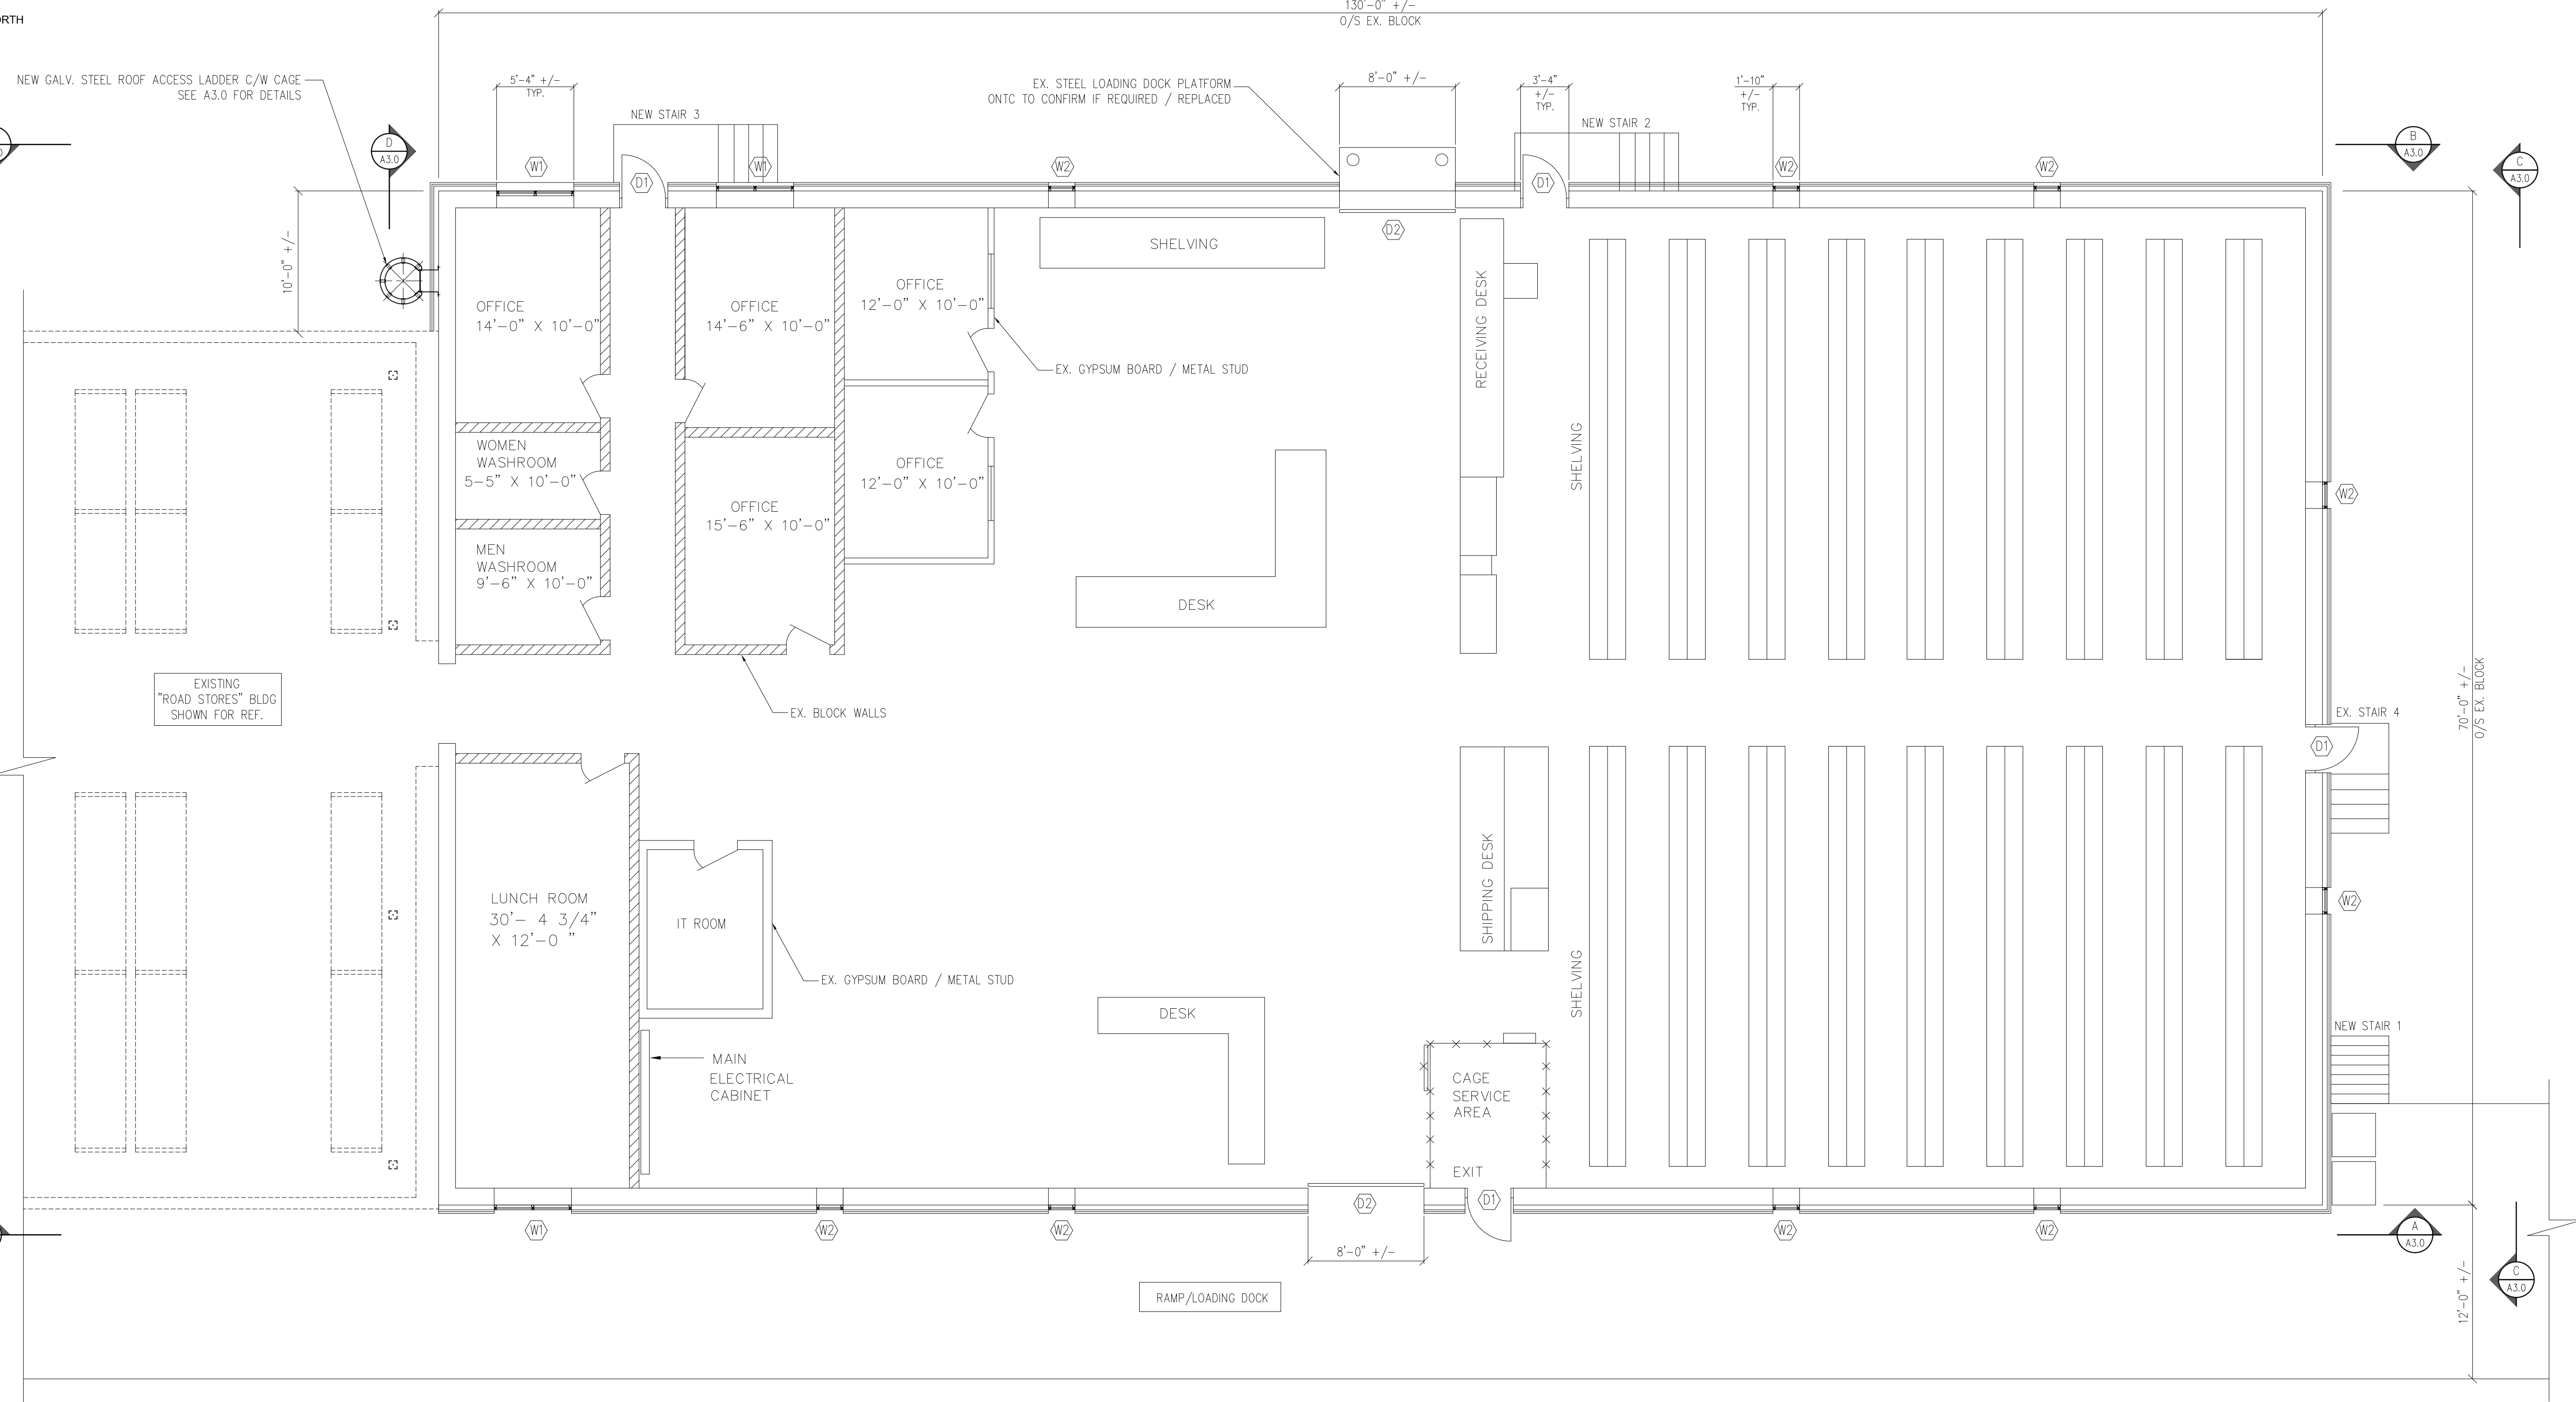 ORTH
130'-0" +/-
O/S EX. BLOCK
NEW GALV. STEEL ROOF ACCESS LADDER C/W CAGE
SEE A3.0 FOR DETAILS
5'-4" +/-
TYP.
NEW STAIR 3
EX. STEEL LOADING DOCK PLATFORM
ONTC TO CONFIRM IF REQUIRED / REPLACED
8'-0" +/-
3'-4"
+/-
TYP.
NEW STAIR 2
1'-10"
+/-
TYP.
D
A3.0
B
A3.0
C
A3.0
W1
D1
W1
W2
D2
D1
W2
W2
10'-0" +/-
OFFICE
14'-0" X 10'-0"
OFFICE
14'-6" X 10'-0"
OFFICE
12'-0" X 10'-0"
SHELVING
RECEIVING DESK
EX. GYPSUM BOARD / METAL STUD
WOMEN
WASHROOM
5-5" X 10'-0"
OFFICE
12'-0" X 10'-0"
SHELVING
W2
OFFICE
15'-6" X 10'-0"
MEN
WASHROOM
9'-6" X 10'-0"
DESK
EXISTING
"ROAD STORES" BLDG
SHOWN FOR REF.
EX. BLOCK WALLS
70'-0" +/-
O/S EX. BLOCK
EX. STAIR 4
D1
LUNCH ROOM
30'- 4 3/4"
X 12'-0 "
IT ROOM
SHIPPING DESK
W2
EX. GYPSUM BOARD / METAL STUD
SHELVING
DESK
NEW STAIR 1
MAIN
ELECTRICAL
CABINET
CAGE
SERVICE
AREA
EXIT
W1
W2
W2
D2
D1
W2
W2
A
A3.0
8'-0" +/-
C
A3.0
12'-0" +/-
RAMP/LOADING DOCK